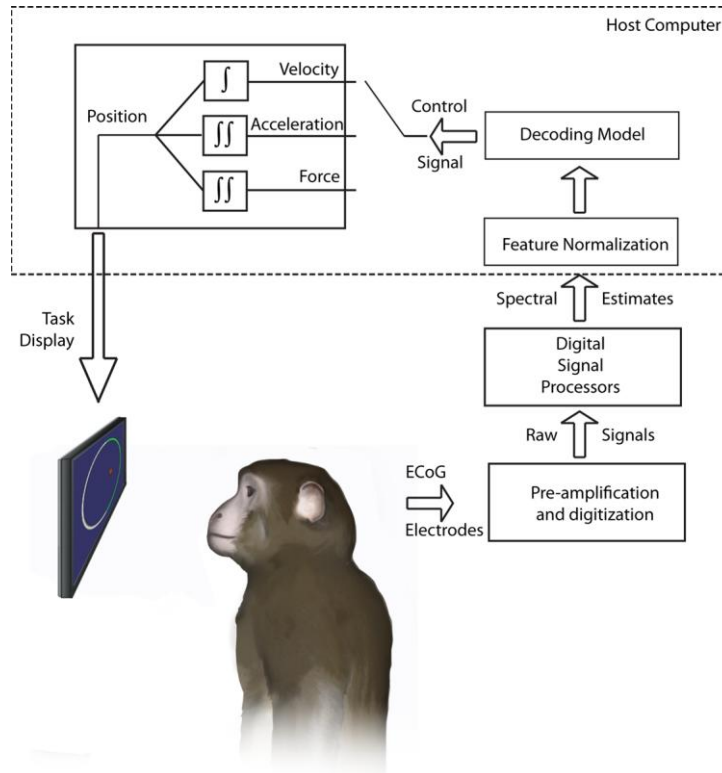 Host Computer
Velocity
∫
Position
Acceleration
∫∫
Force
∫∫
Control
Signal
Decoding Model
Feature Normalization
Spectral Estimates
Task
Display
Digital
Signal
Processors
Raw Signals
ECoG
Electrodes
Pre-amplification
and digitization